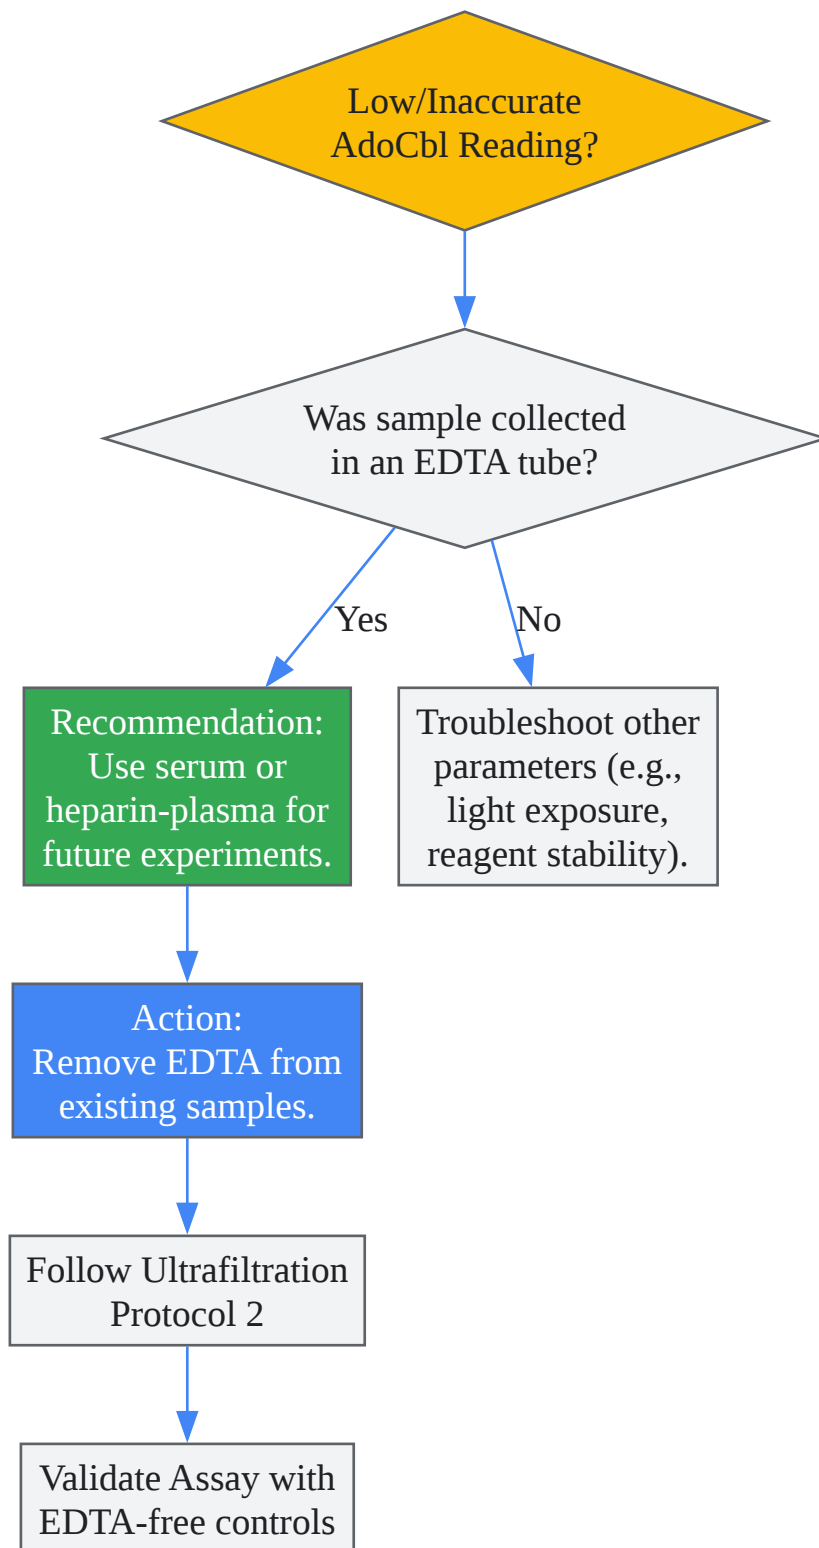 Low/Inaccurate
AdoCbl Reading?
Was sample collected
in an EDTA tube?
Yes
No
Recommendation:
Use serum or
heparin-plasma for
future experiments.
Troubleshoot other
parameters (e.g.,
light exposure,
reagent stability).
Action:
Remove EDTA from
existing samples.
Follow Ultrafiltration
Protocol 2
Validate Assay with
EDTA-free controls